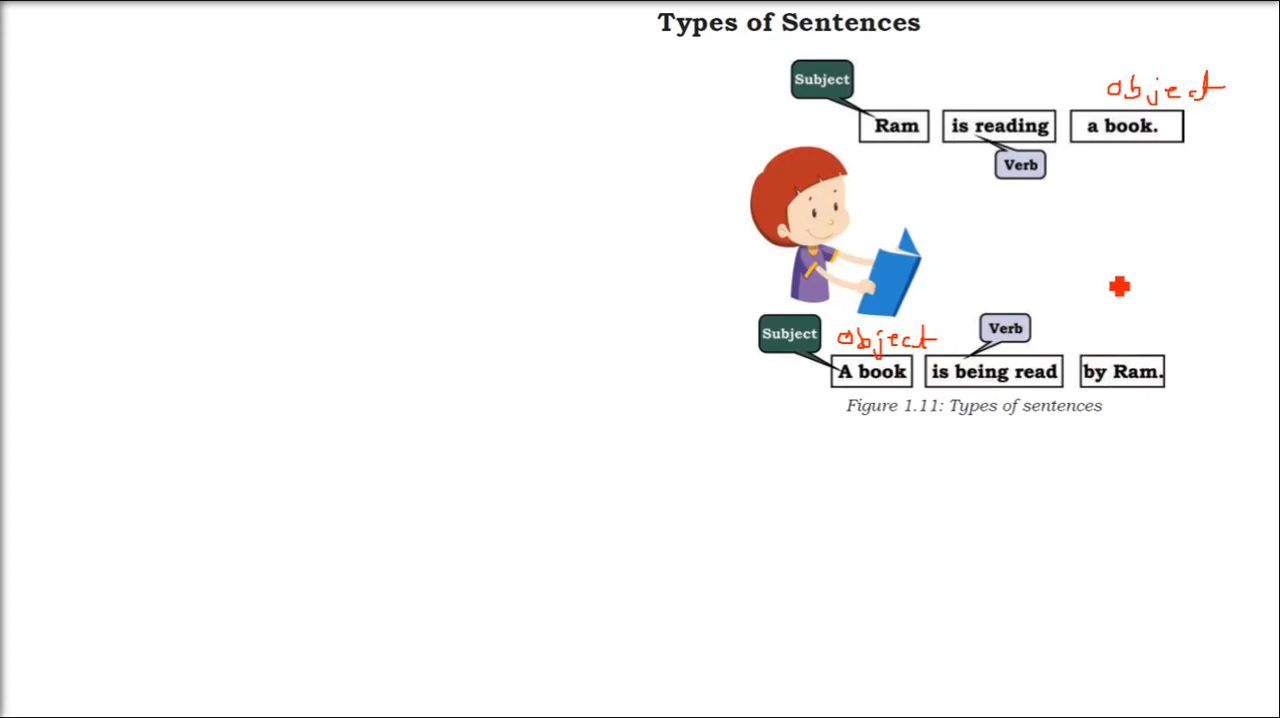 Types of Sentences
Subject
object
Ram is reading a book.
Verb
Subject object Verb
A book is being read by Ram.
Figure 1.11: Types of sentences